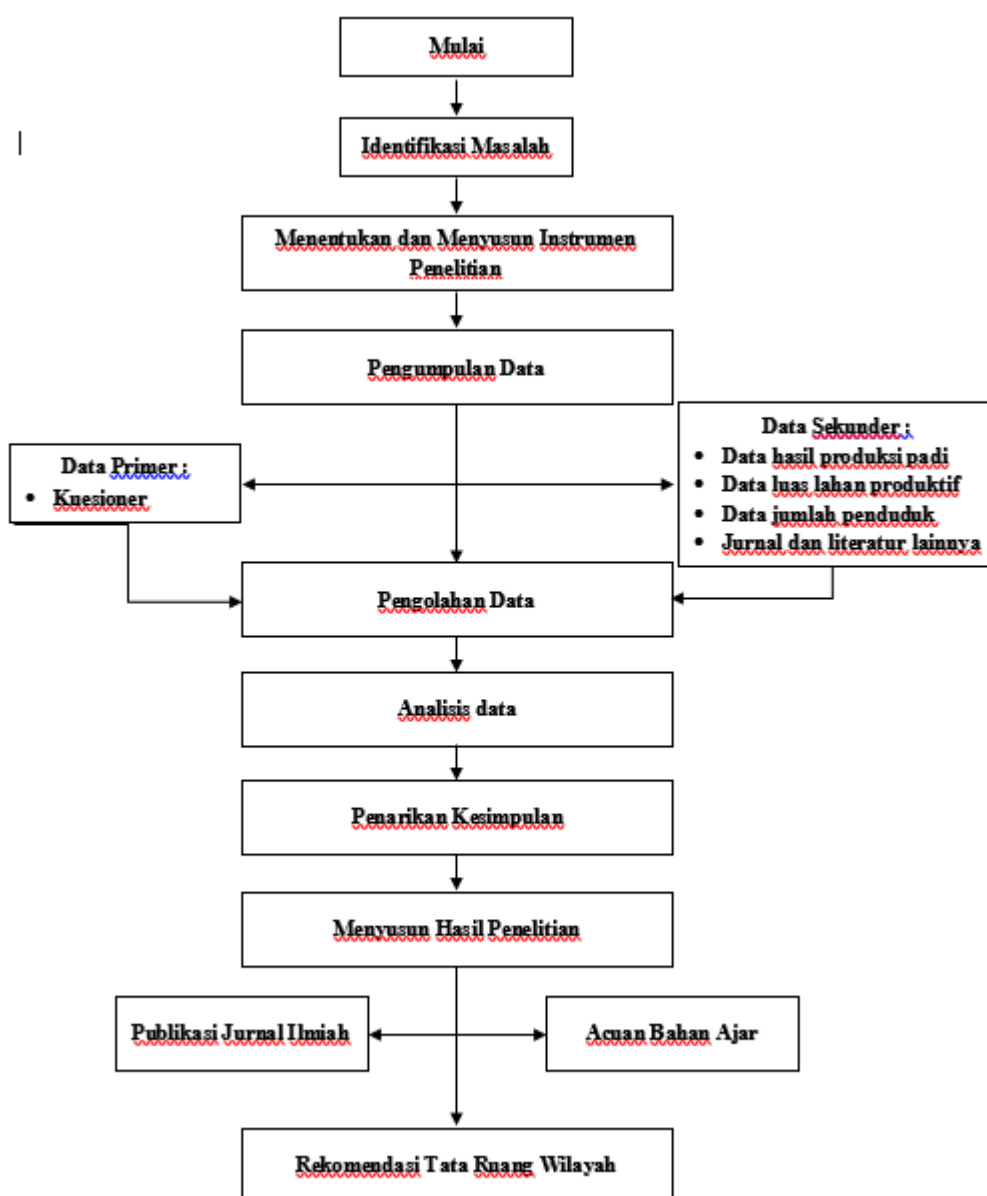 Mulai
Identifikasi Masalah
Menentukan dan Menyusun Instrumen
Penelitian
Pengumpulan Data
Data Primer :
• Kuesioner
Data Sekunder :
• Data hasil produksi padi
• Data luas lahan produktif
• Data jumlah penduduk
• Jurnal dan literatur lainnya
Pengolahan Data
Analisis data
Penarikan Kesimpulan
Menyusun Hasil Penelitian
Publikasi Jurnal Ilmiah
Acuan Bahan Ajar
Rekomendasi Tata Ruang Wilayah